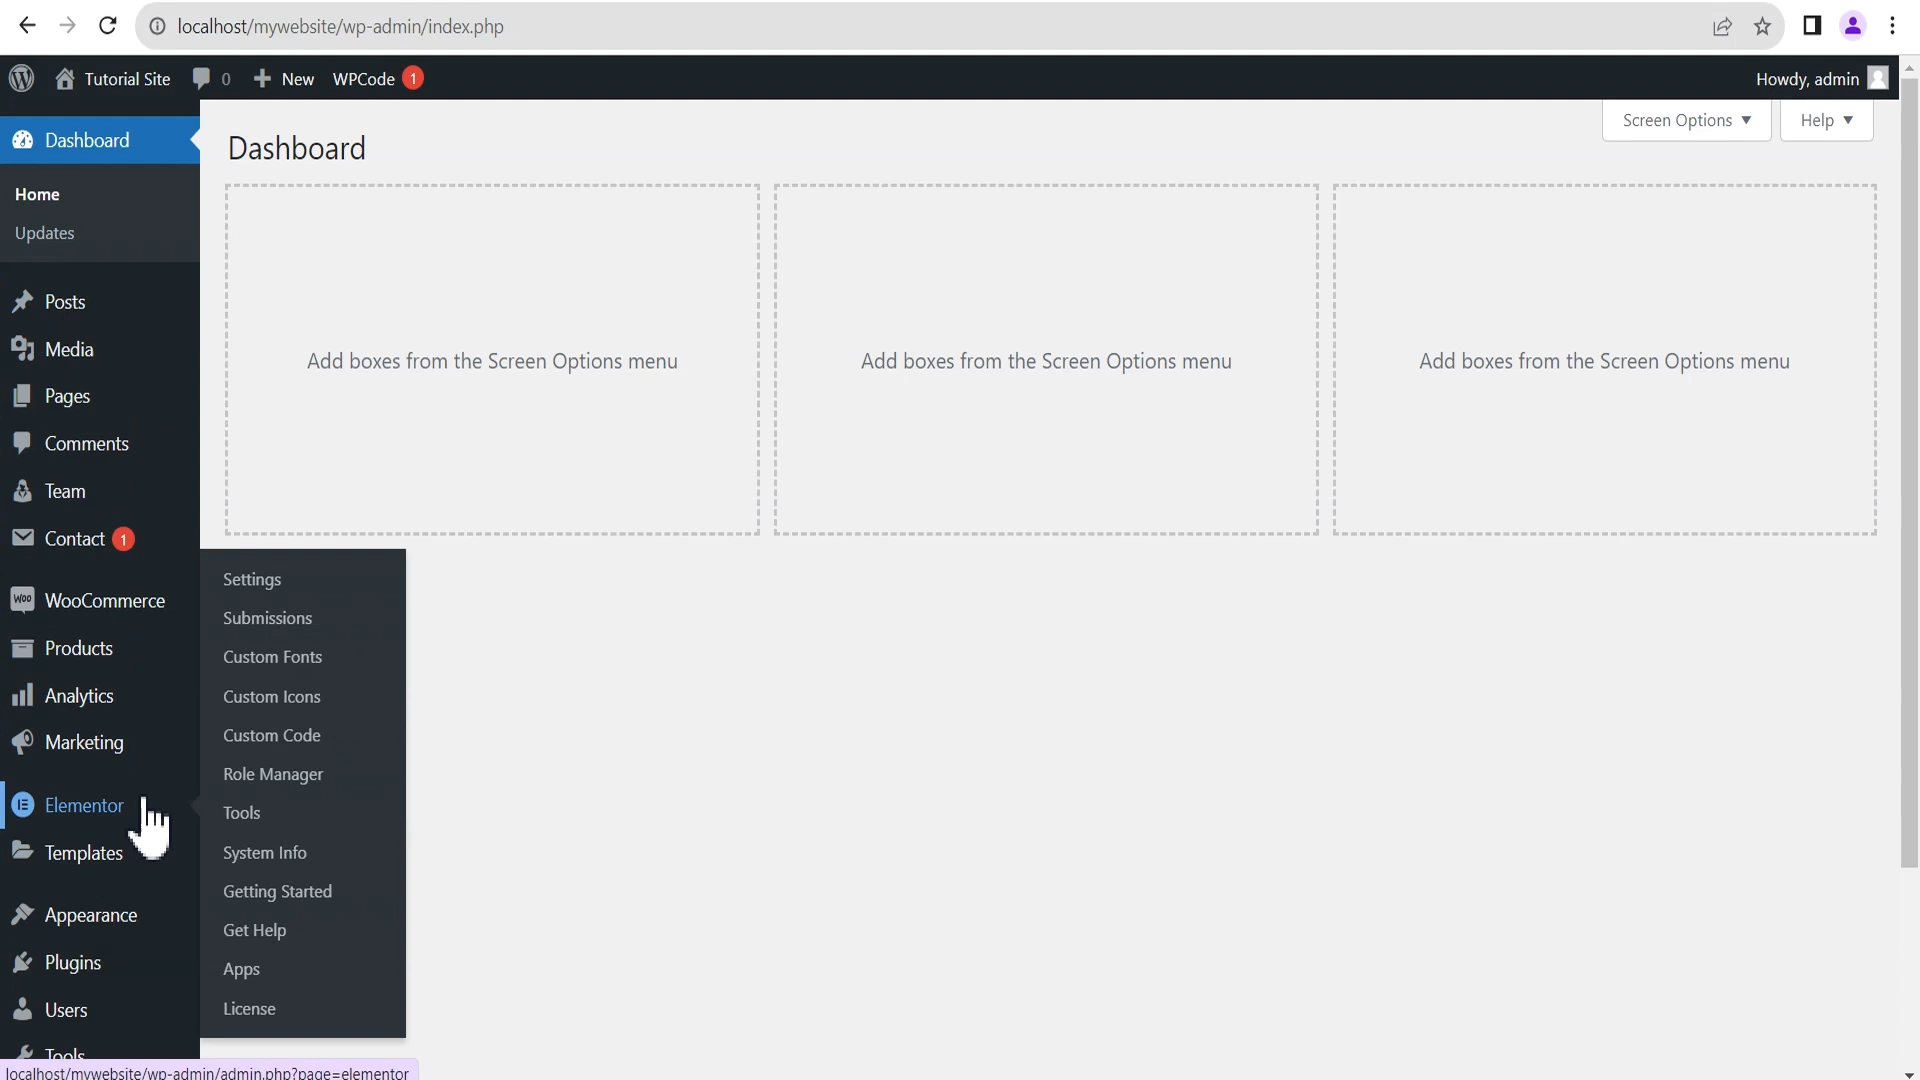 localhost/mywebsite/wp-admin/index.php
Tutorial Site 0 New WPCode 1 Howdy, admin
Dashboard
Home
Updates
Posts
Media
Pages
Comments
Team
Contact 1
WooCommerce
Products
Analytics
Marketing
Elementor
Templates
Appearance
Plugins
Users
Tools
Dashboard
Screen Options Help
Add boxes from the Screen Options menu
Add boxes from the Screen Options menu
Add boxes from the Screen Options menu
Settings
Submissions
Custom Fonts
Custom Icons
Custom Code
Role Manager
Tools
System Info
Getting Started
Get Help
Apps
License
localhost/mywebsite/wp-admin/admin.php?page=elementor